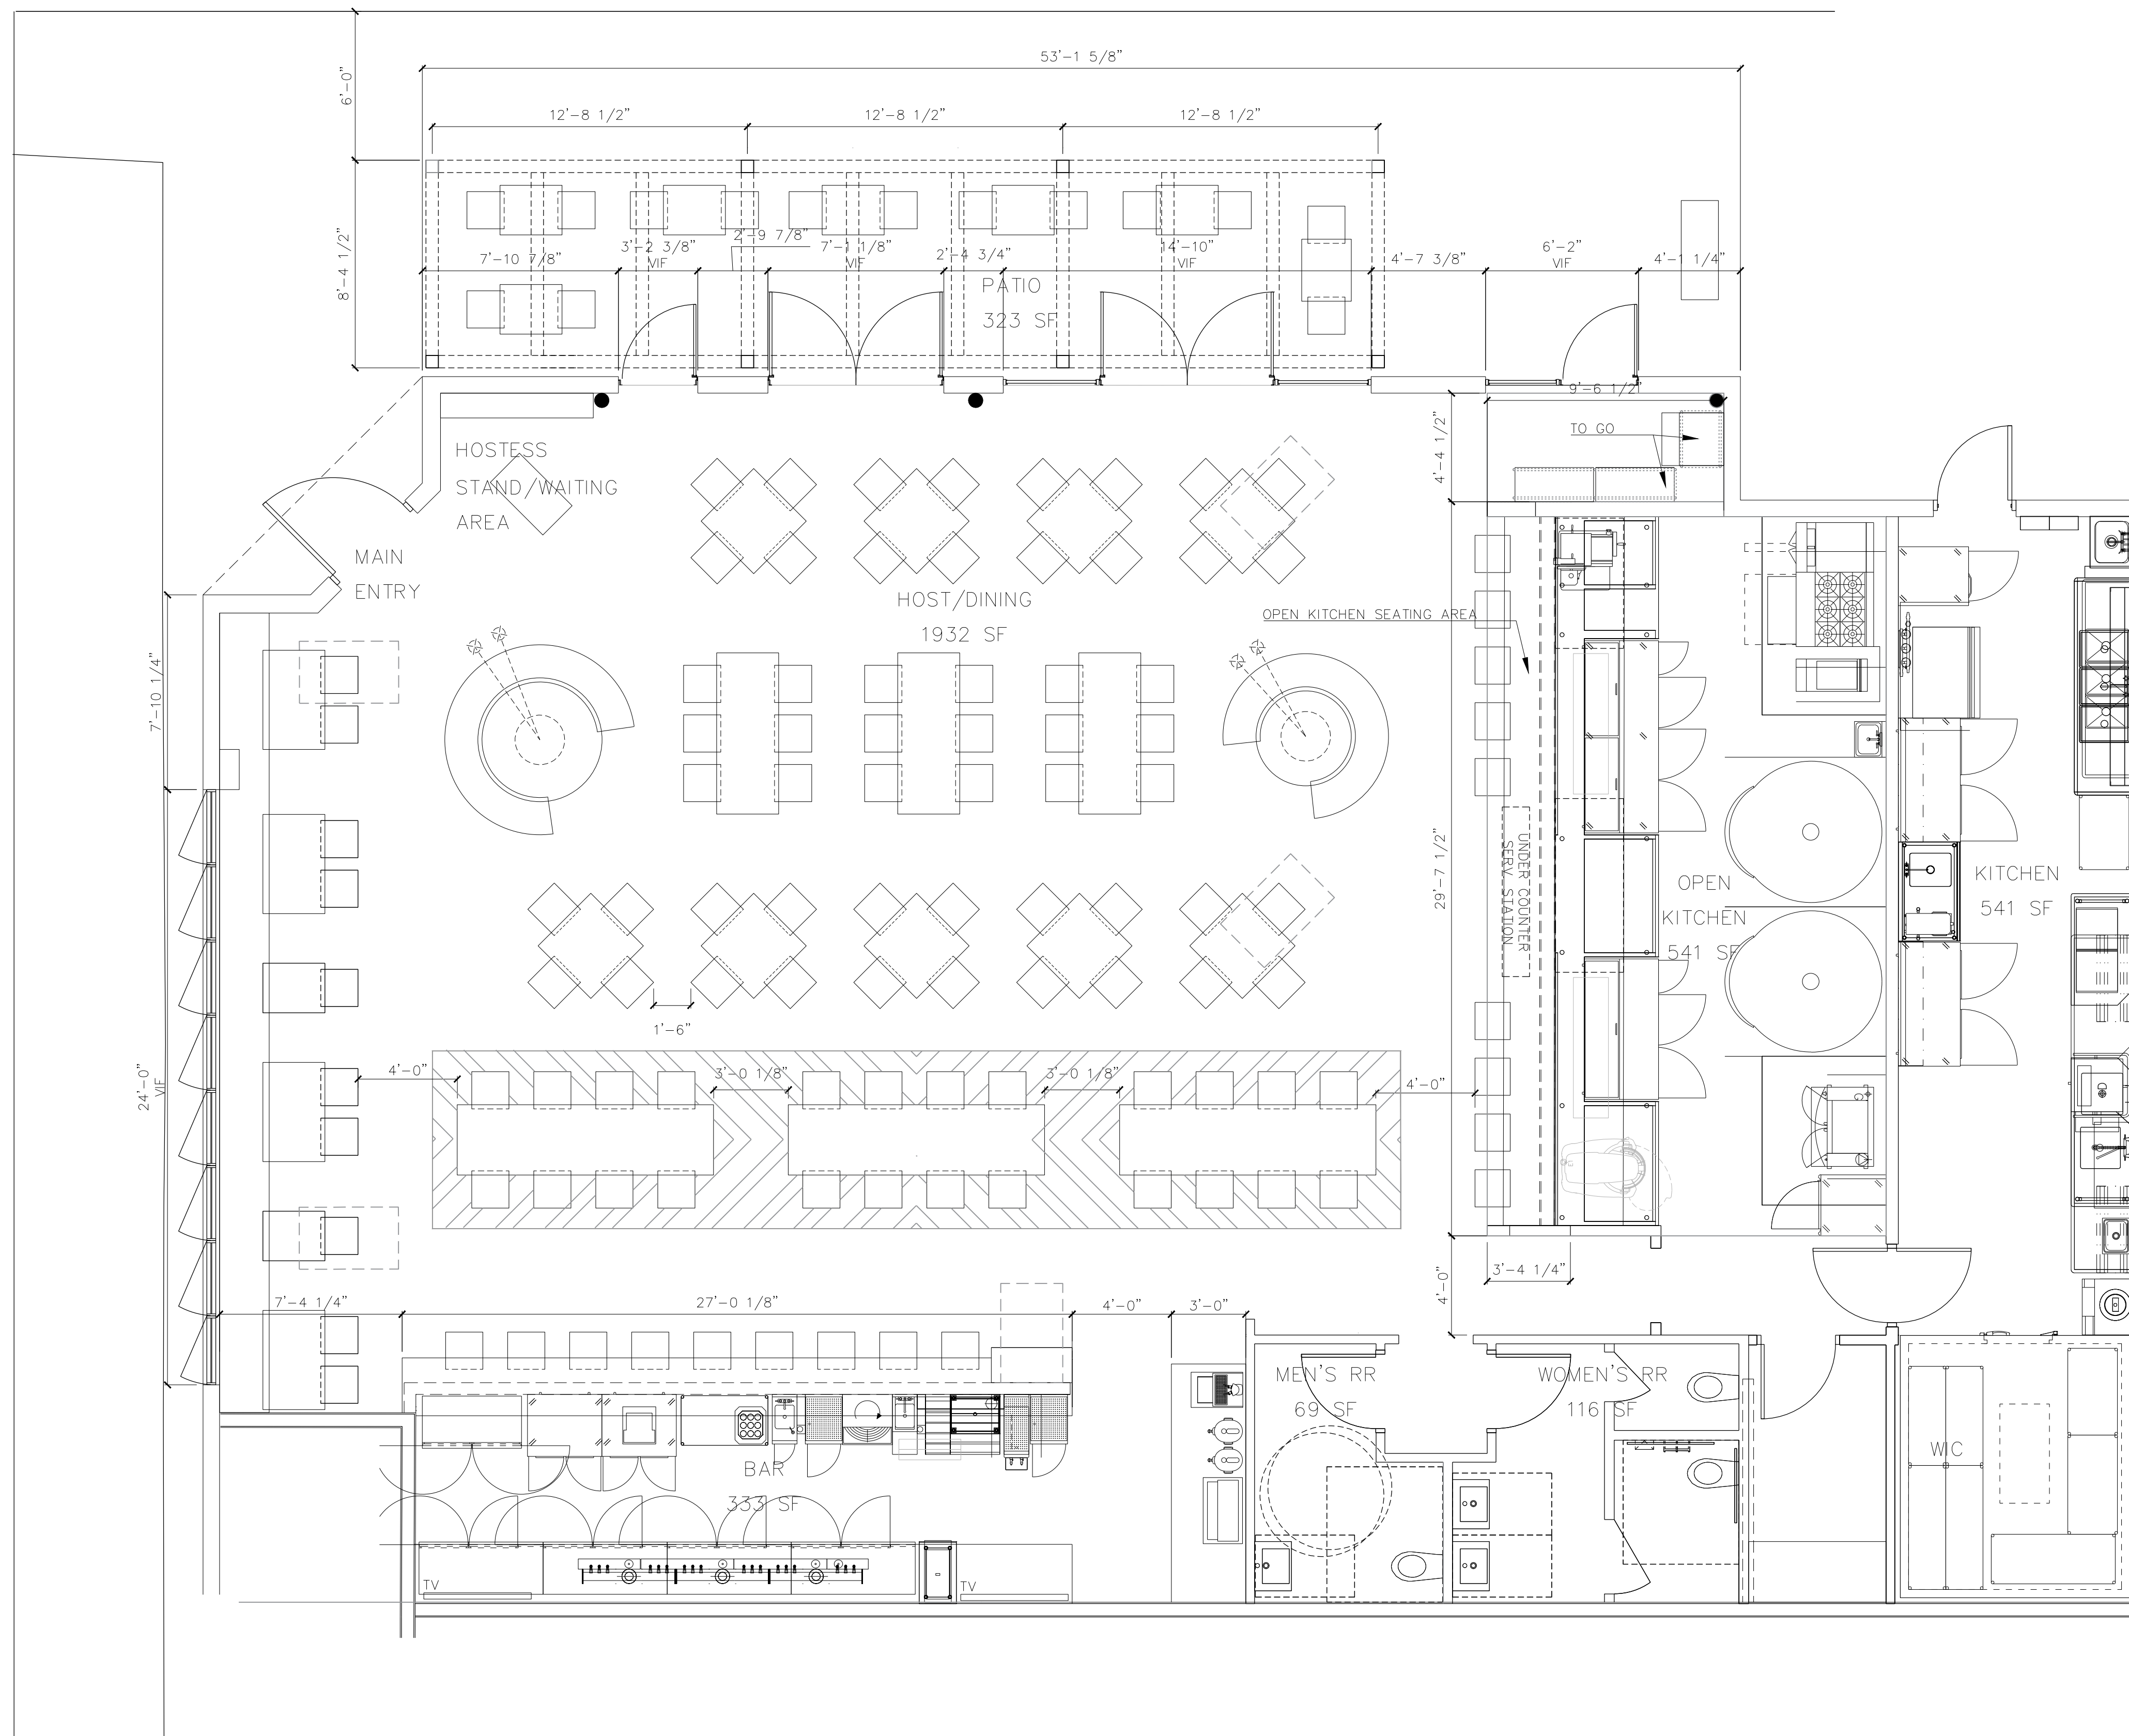 53'-1 5/8"
6'-0"
12'-8 1/2"
12'-8 1/2"
12'-8 1/2"
8'-4 1/2"
7'-10 7/8"
3'-2 3/8"
VIF
2'-9 7/8"
7'-1 1/8"
VIF
2'-4 3/4"
14'-10"
VIF
4'-7 3/8"
6'-2"
VIF
4'-1 1/4"
PATIO
323 SF
9'-6 1/2"
4'-4 1/2"
TO GO
HOSTESS
STAND/WAITING
AREA
MAIN
ENTRY
HOST/DINING
1932 SF
OPEN KITCHEN SEATING AREA
7'-10 1/4"
29'-7 1/2"
UNDER COUNTER
SERV. STATION
OPEN
KITCHEN
541 SF
KITCHEN
541 SF
1'-6"
24'-0"
VIF
4'-0"
3'-0 1/8"
3'-0 1/8"
4'-0"
3'-4 1/4"
4'-0"
7'-4 1/4"
27'-0 1/8"
4'-0"
3'-0"
MEN'S RR
69 SF
WOMEN'S RR
116 SF
WIC
BAR
333 SF
TV
TV